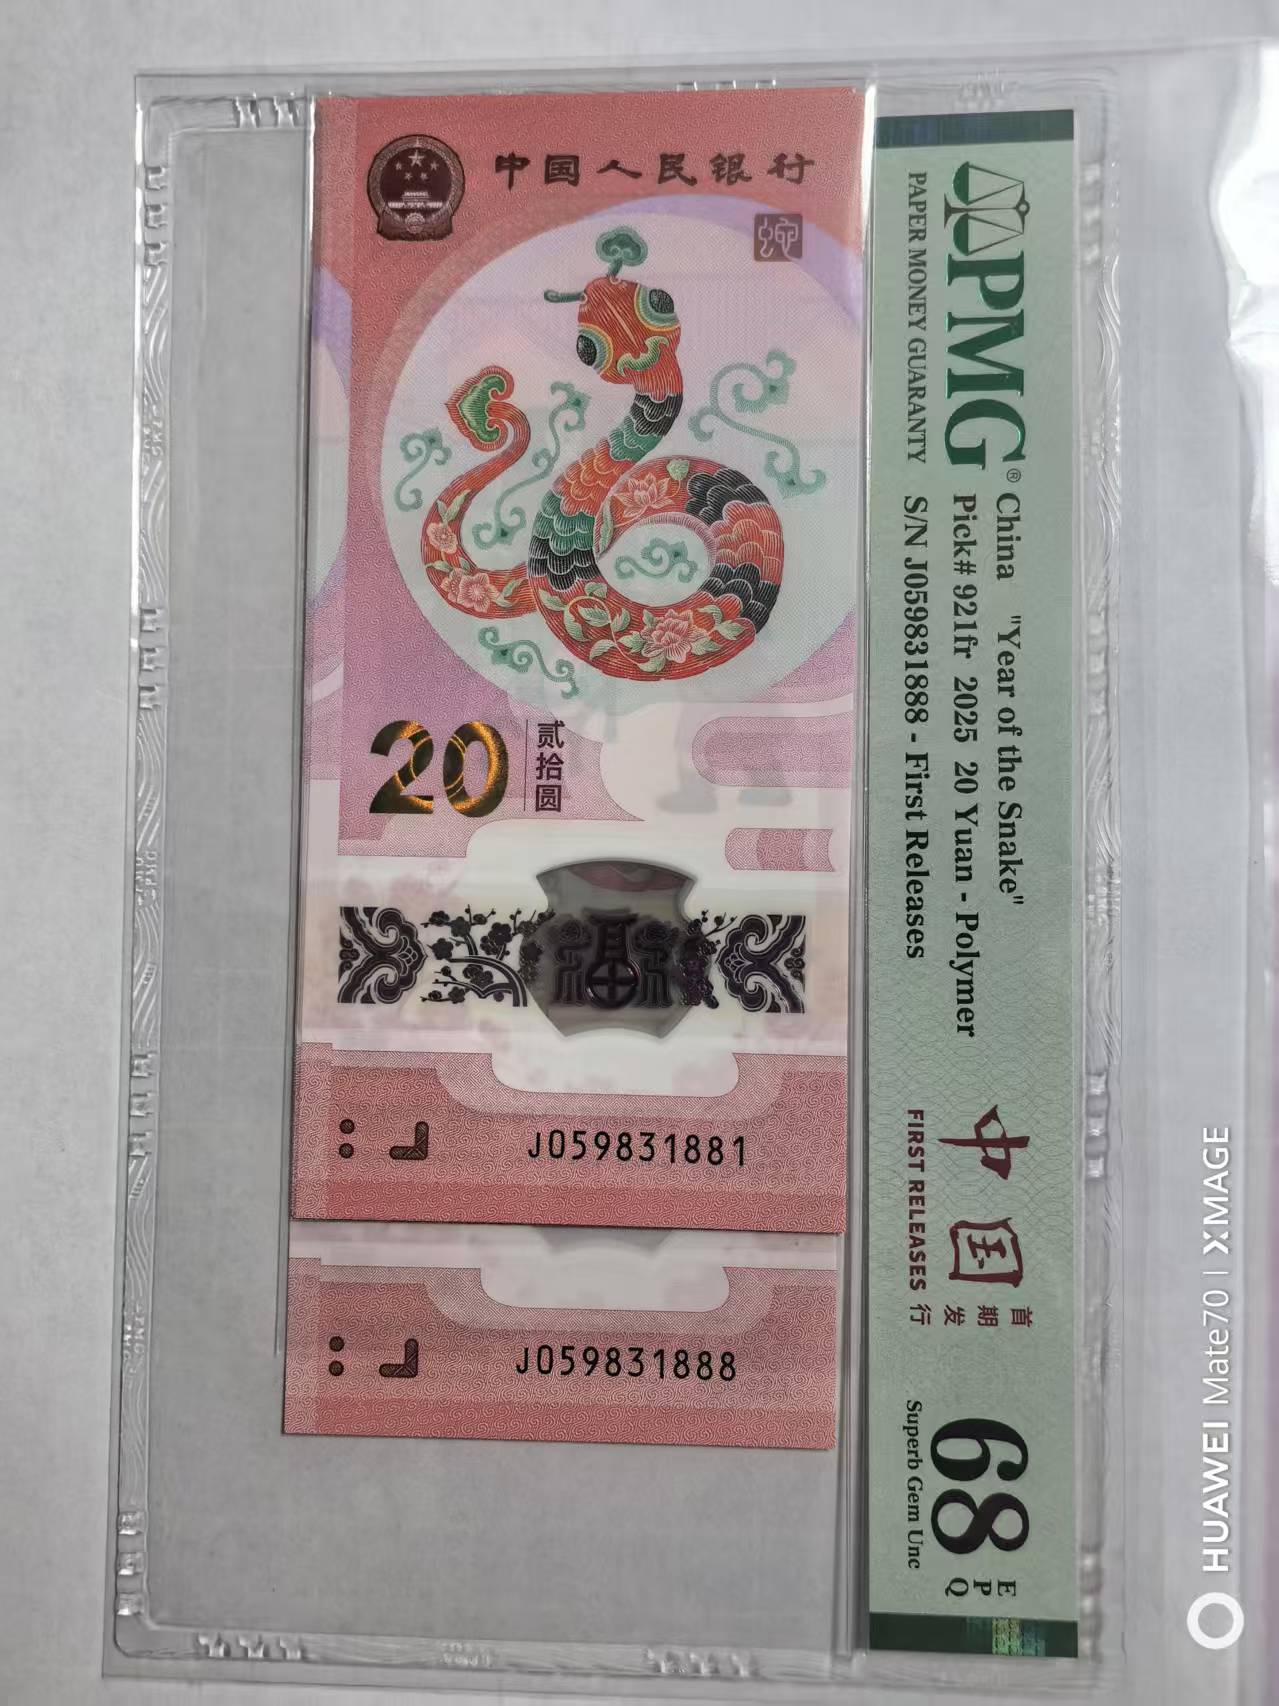 中国人民银行
蛇
20 贰拾圆
福
J059831881
J059831888
PMG®
PAPER MONEY GUARANTY
China "Year of the Snake"
Pick# 921fr 2025 20 Yuan - Polymer
S/N J059831888 - First Releases
中国
首期发行
FIRST RELEASES
68 EPQ
Superb Gem Unc
HUAWEI Mate70 | XMAGE